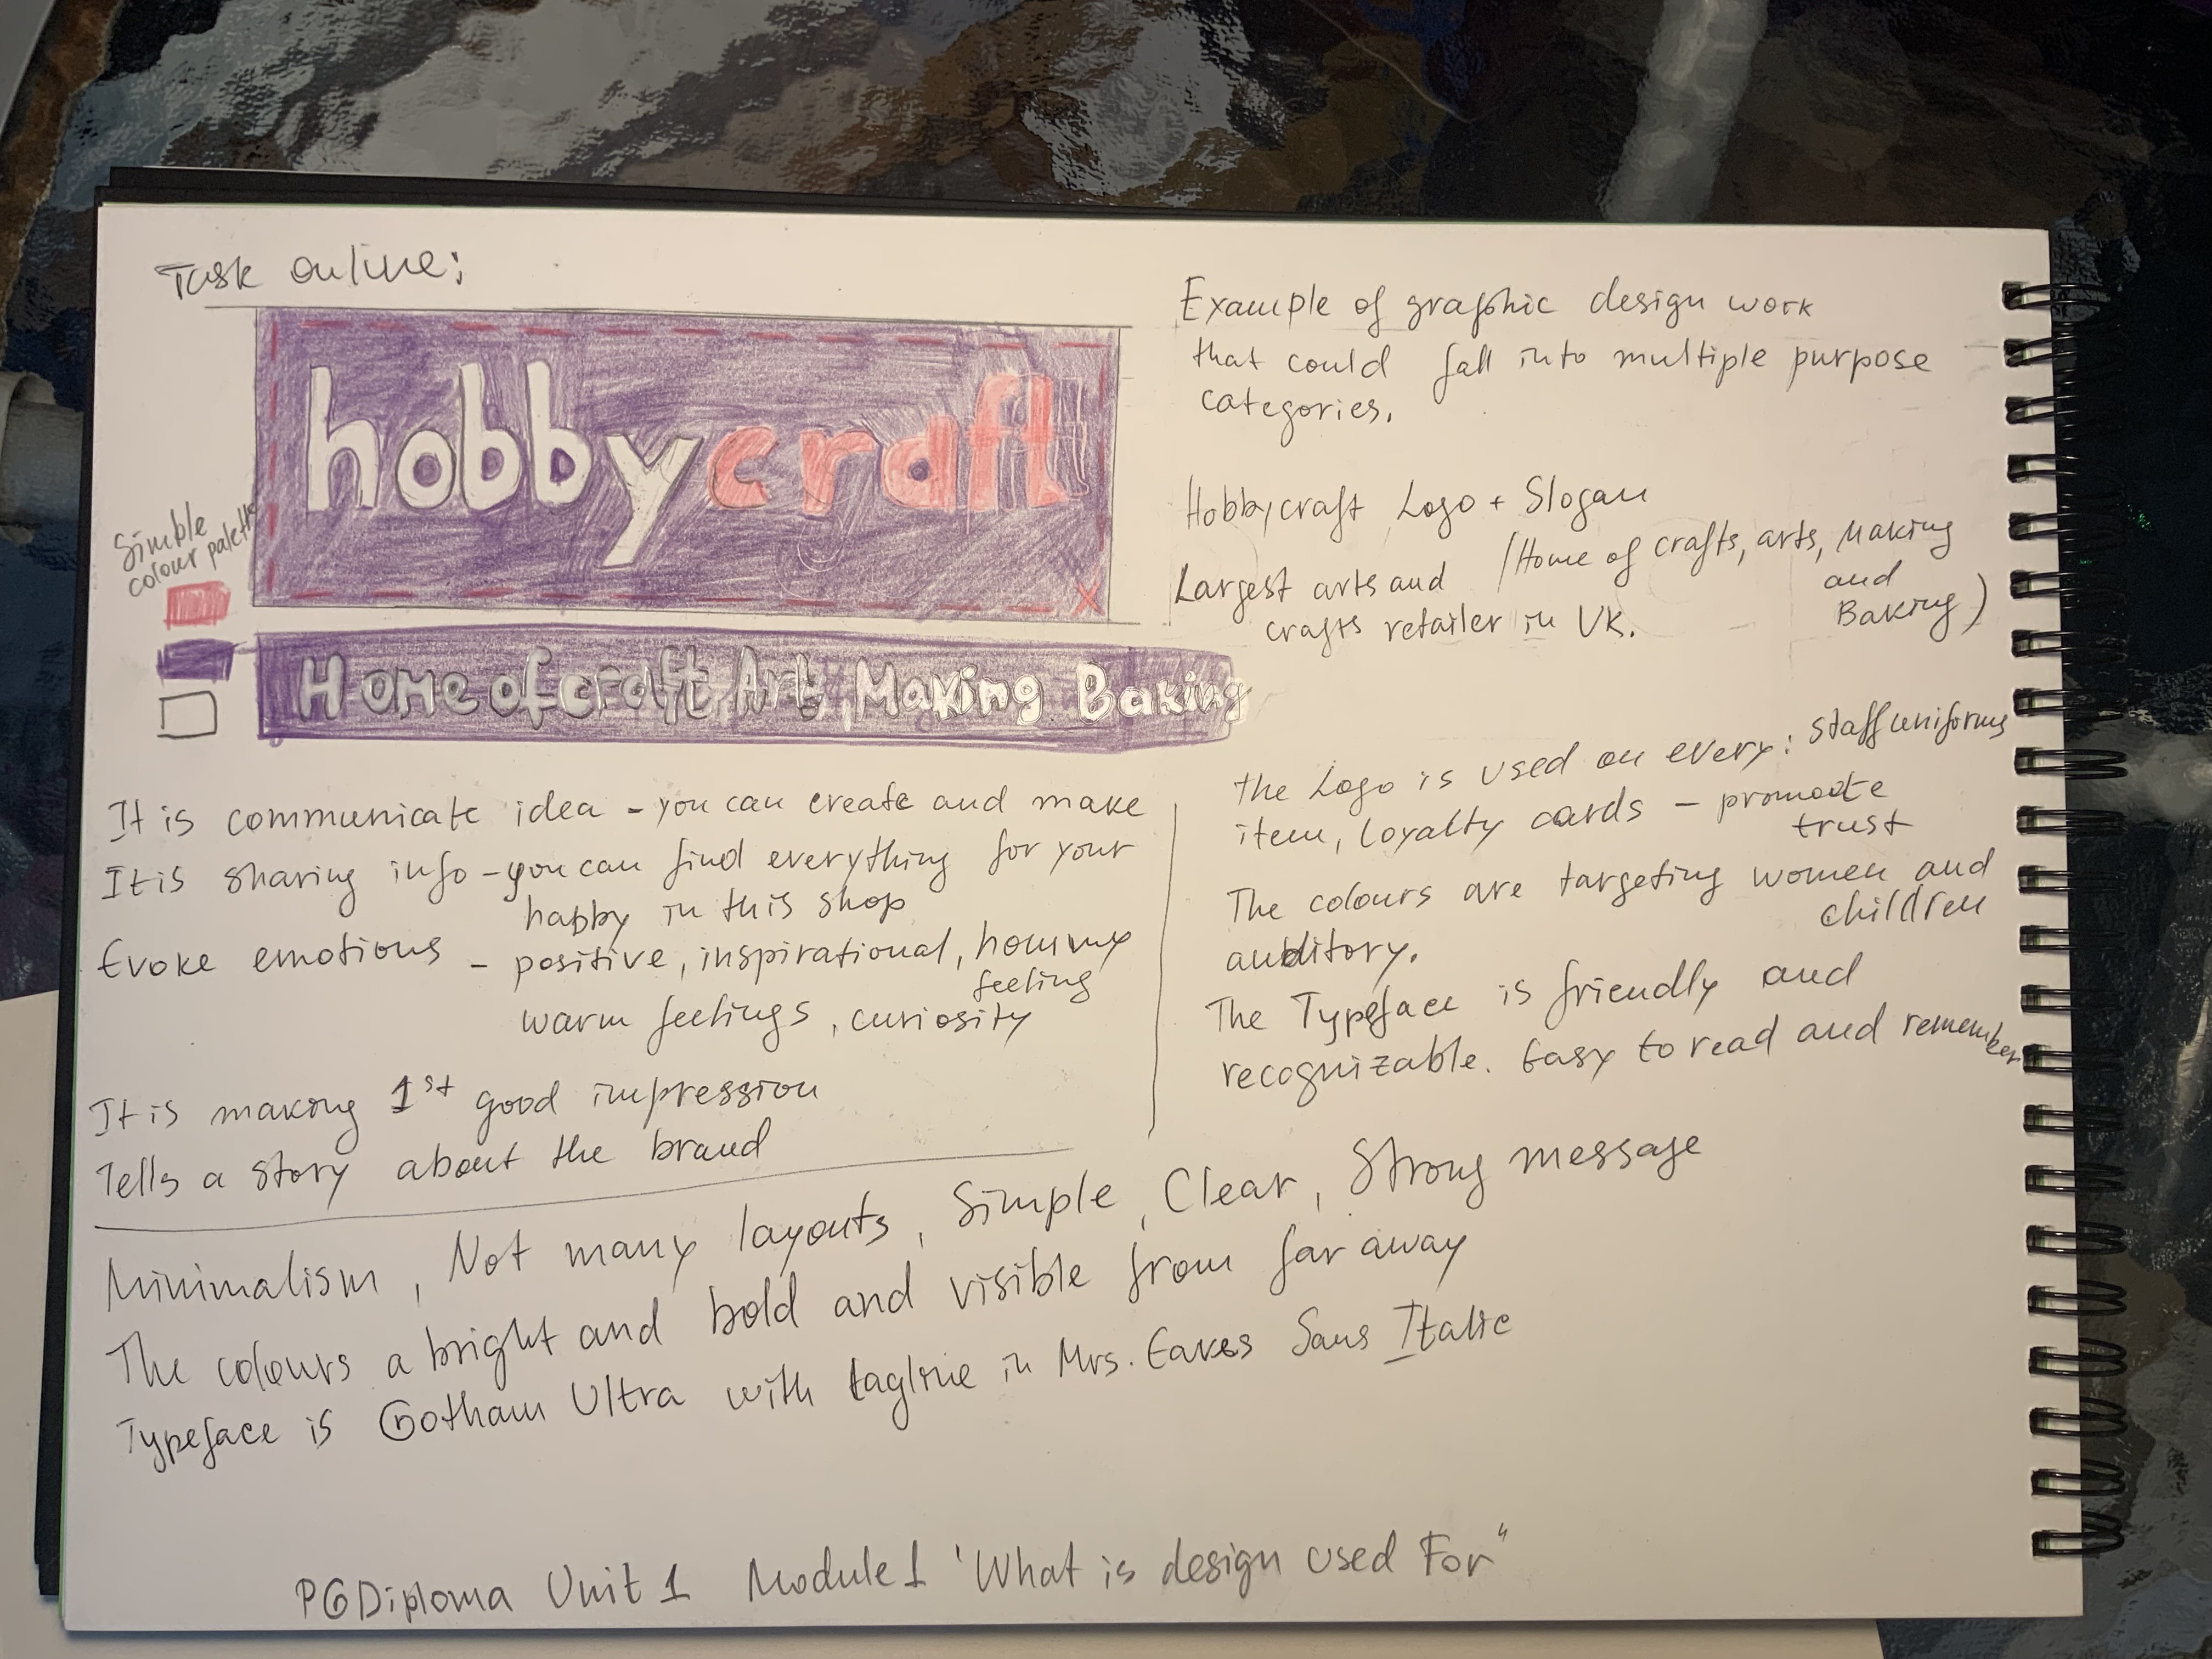 Task online:
hobbycraft
Simple
colour palette
Home of craft, Art, Making Baking
Example of graphic design work
that could fall into multiple purpose
categories.
Hobbycraft Logo + Slogan
(Home of crafts, arts, Making
and
Baking)
Largest arts and
crafts retailer in UK.
It is communicate idea - you can create and make
It is sharing info - you can find everything for your
happy in this shop
Evoke emotions - positive, inspirational, hommy
feeling
warm feelings, curiosity
It is making 1st good impression
Tells a story about the brand
the Logo is used on every: staff uniforms
item, loyalty cards - promote
trust
The colours are targeting women and
children
auditory.
The Typeface is friendly and
recognizable. Easy to read and remember
Minimalism, Not many layouts, Simple, Clear, Strong message
The colours a bright and bold and visible from far away
Typeface is Gotham Ultra with tagline in Mrs. Eaves Sans Italic
PGDiploma Unit 1 Module 1 'What is design used For"